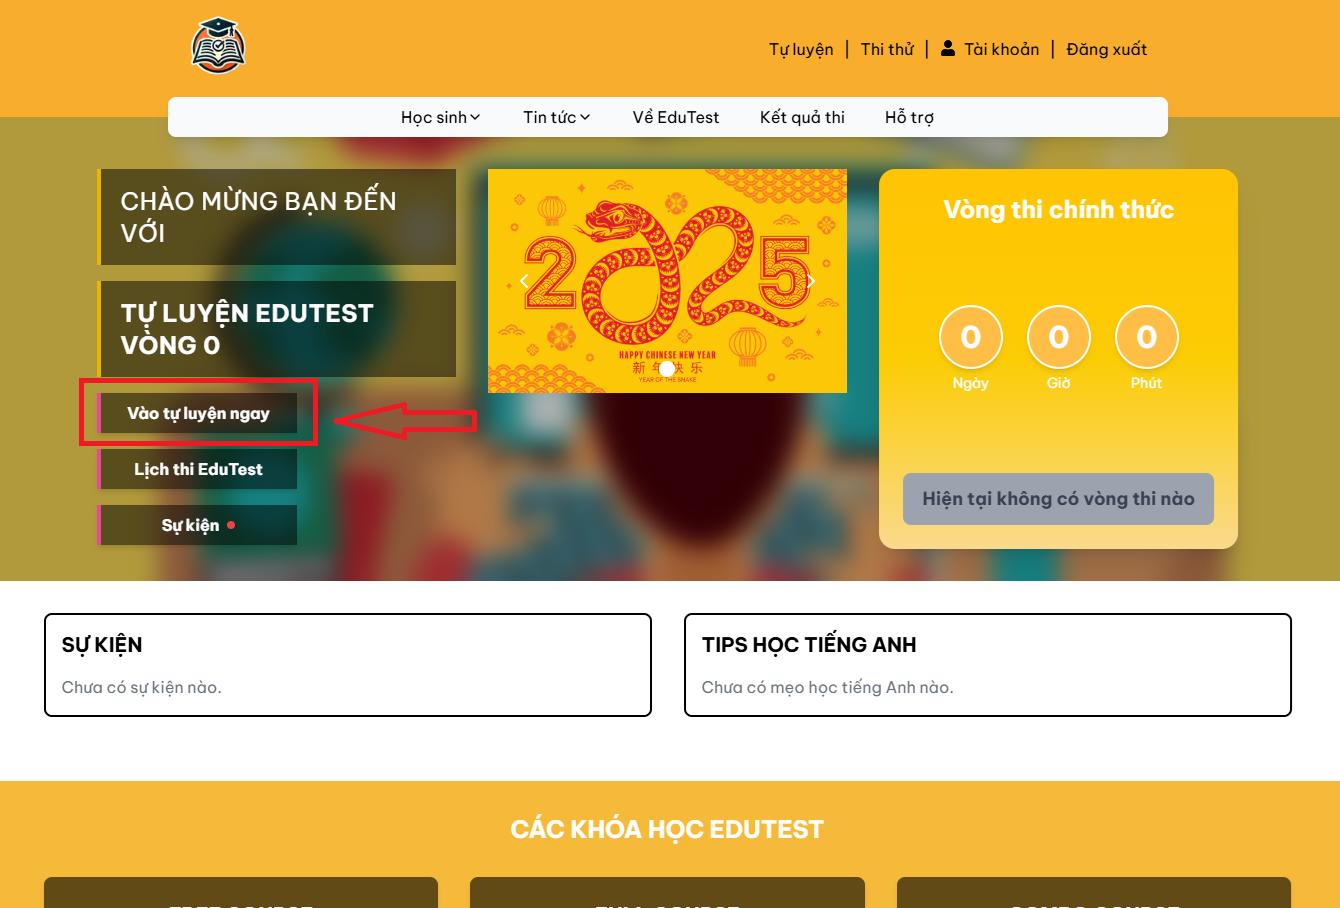 Tự luyện | Thi thử | Tài khoản | Đăng xuất
Học sinh Tin tức Về EduTest Kết quả thi Hỗ trợ
CHÀO MỪNG BẠN ĐẾN
VỚI
TỰ LUYỆN EDUTEST
VÒNG 0
Vào tự luyện ngay
Lịch thi EduTest
Sự kiện
2025
HAPPY CHINESE NEW YEAR
新年快乐
YEAR OF THE SNAKE
Vòng thi chính thức
0 0 0
Ngày Giờ Phút
Hiện tại không có vòng thi nào
SỰ KIỆN
Chưa có sự kiện nào.
TIPS HỌC TIẾNG ANH
Chưa có mẹo học tiếng Anh nào.
CÁC KHÓA HỌC EDUTEST